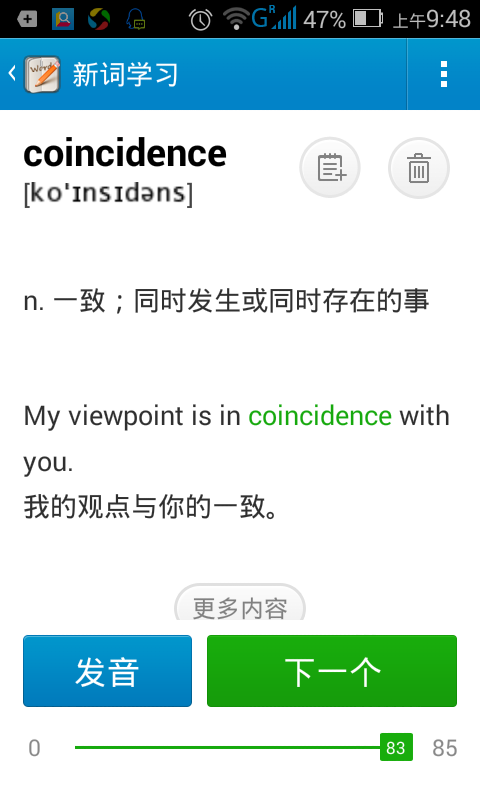 G R 47% 上午9:48
Words 新词学习
coincidence
[ko'ɪnsɪdəns]
n. 一致；同时发生或同时存在的事
My viewpoint is in coincidence with
you.
我的观点与你的一致。
更多内容
发音 下一个
0 83 85